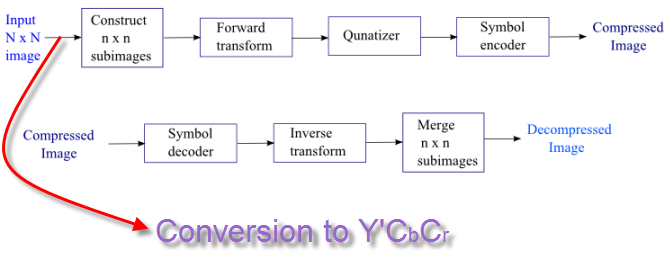 Input
N x N
image
Construct
n x n
subimages
Forward
transform
Qunatizer
Symbol
encoder
Compressed
Image
Compressed
Image
Symbol
decoder
Inverse
transform
Merge
n x n
subimages
Decompressed
Image
Conversion to Y'CbCr